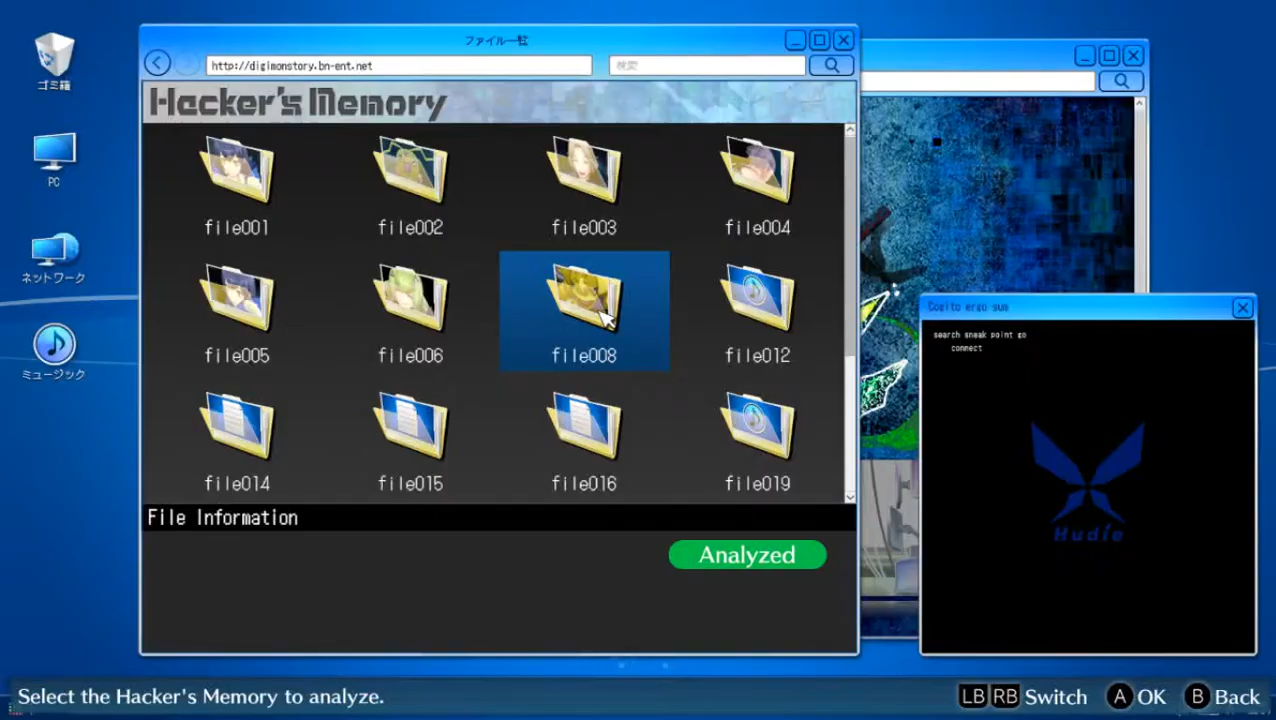 ゴミ箱
PC
ネットワーク
ミュージック
ファイル一覧
http://digimonstory.bn-ent.net
検索
Hacker's Memory
file001
file002
file003
file004
file005
file006
file008
file012
file014
file015
file016
file019
File Information
Analyzed
Cogito ergo sum
search sneak point go
connect
Hudie
Select the Hacker's Memory to analyze.
LB RB Switch
A OK
B Back